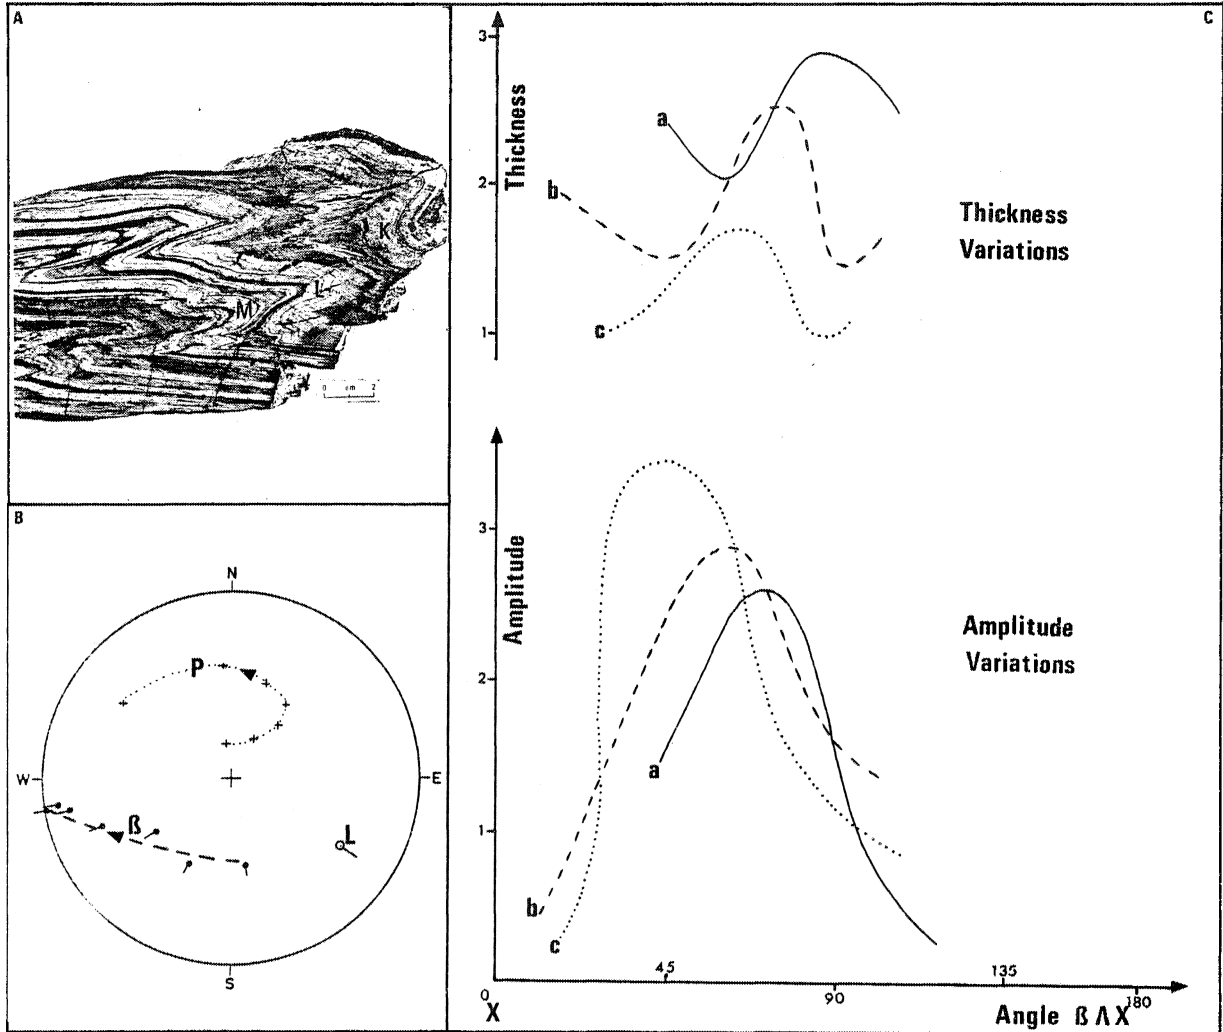 A
K
L
M
0 cm 2
B
N
P
W
E
ß
L
S
C
3
2
1
Thickness
a
b
c
Thickness
Variations
3
2
1
Amplitude
a
b
c
Amplitude
Variations
0
45
90
135
180
X
Angle ß Λ X